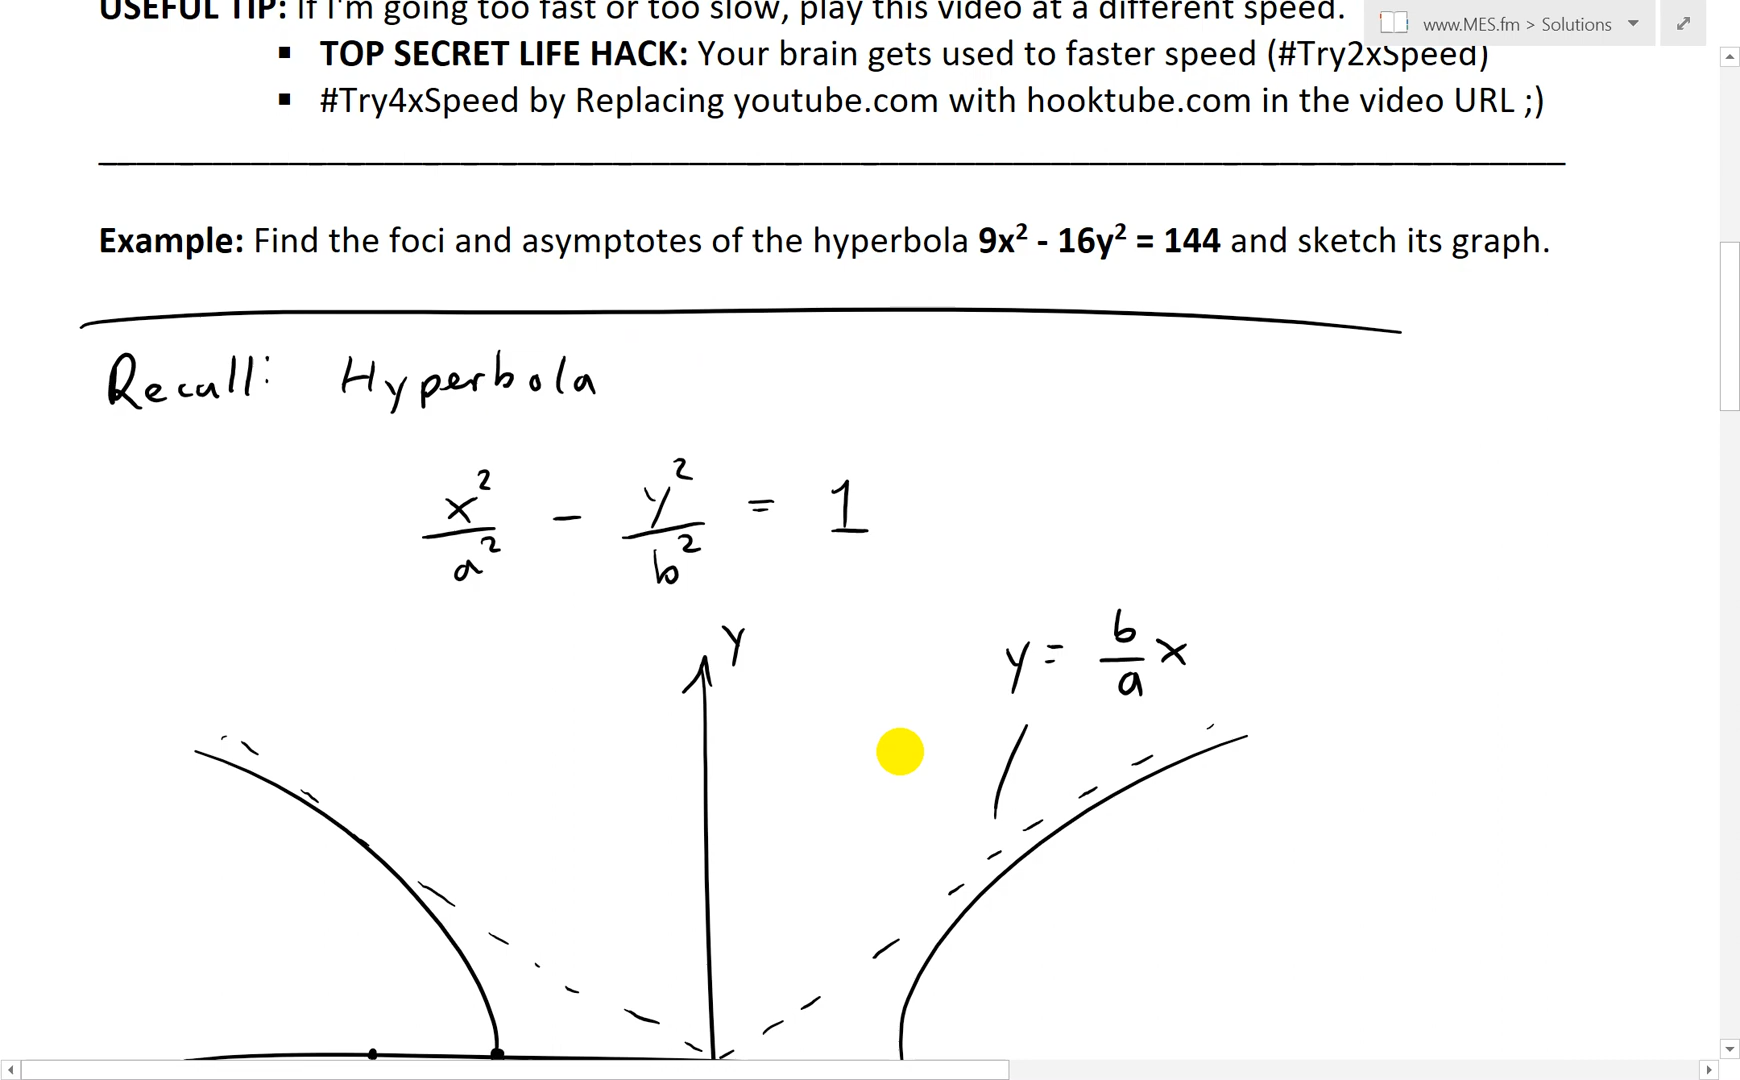 USEFUL TIP: If I'm going too fast or too slow, play this video at a different speed.
www.MES.fm > Solutions
▪ TOP SECRET LIFE HACK: Your brain gets used to faster speed (#Try2xSpeed)
▪ #Try4xSpeed by Replacing youtube.com with hooktube.com in the video URL ;)
Example: Find the foci and asymptotes of the hyperbola 9x² - 16y² = 144 and sketch its graph.
Recall: Hyperbola
x²/a² - y²/b² = 1
Y
y = b/a x